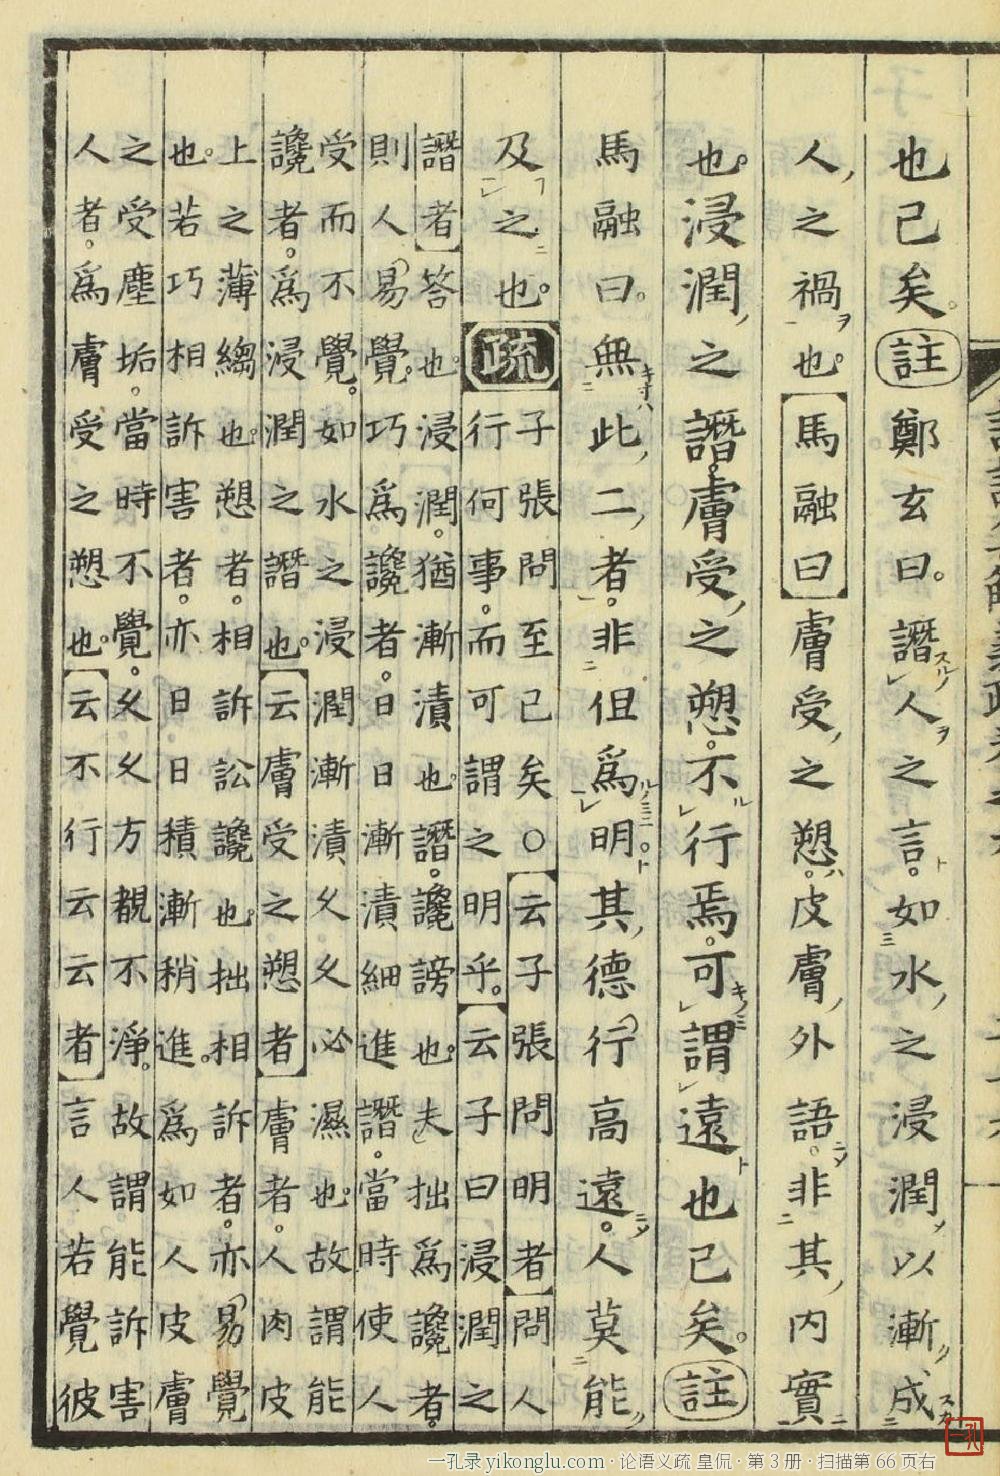 也已矣。註鄭玄曰。譖人之言。如水之浸潤以漸成
人之禍也。馬融曰膚受之愬。皮膚外語。非其內實
也。浸潤之譖。膚受之愬。不行焉。可謂遠也已矣。註
馬融曰。無此二者。非但爲明其德行高遠。人莫能
及之也。疏
子張問至已矣○云子張問明者問人
行何事。而可謂之明乎。云子曰浸潤之
譖者答也。浸潤。猶漸漬也。譖。讒謗也。夫拙爲讒者。
則人易覺。巧爲讒者。日日漸漬細進譖。當時使人
受而不覺。如水之浸潤漸漬久久必濕也。故謂能
讒者。爲浸潤之譖也。云膚受之愬者膚者。人肉皮
上之薄縐也。愬者。相訴訟讒也。拙相訴者。亦易覺
也。若巧相訴害者。亦日日積漸稍進。爲如人皮膚
之受塵垢。當時不覺。久久方覩不淨。故謂能訴害
人者。爲膚受之愬也。云不行云云者言人若覺彼
一孔录 yikonglu.com · 论语义疏 皇侃 · 第 3 册 · 扫描第 66 页右
一孔